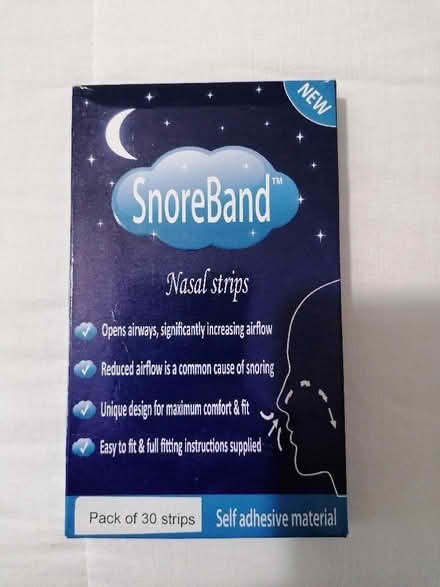 NEW
SnoreBand™
Nasal strips
Opens airways, significantly increasing airflow
Reduced airflow is a common cause of snoring
Unique design for maximum comfort & fit
Easy to fit & full fitting instructions supplied
Pack of 30 strips
Self adhesive material